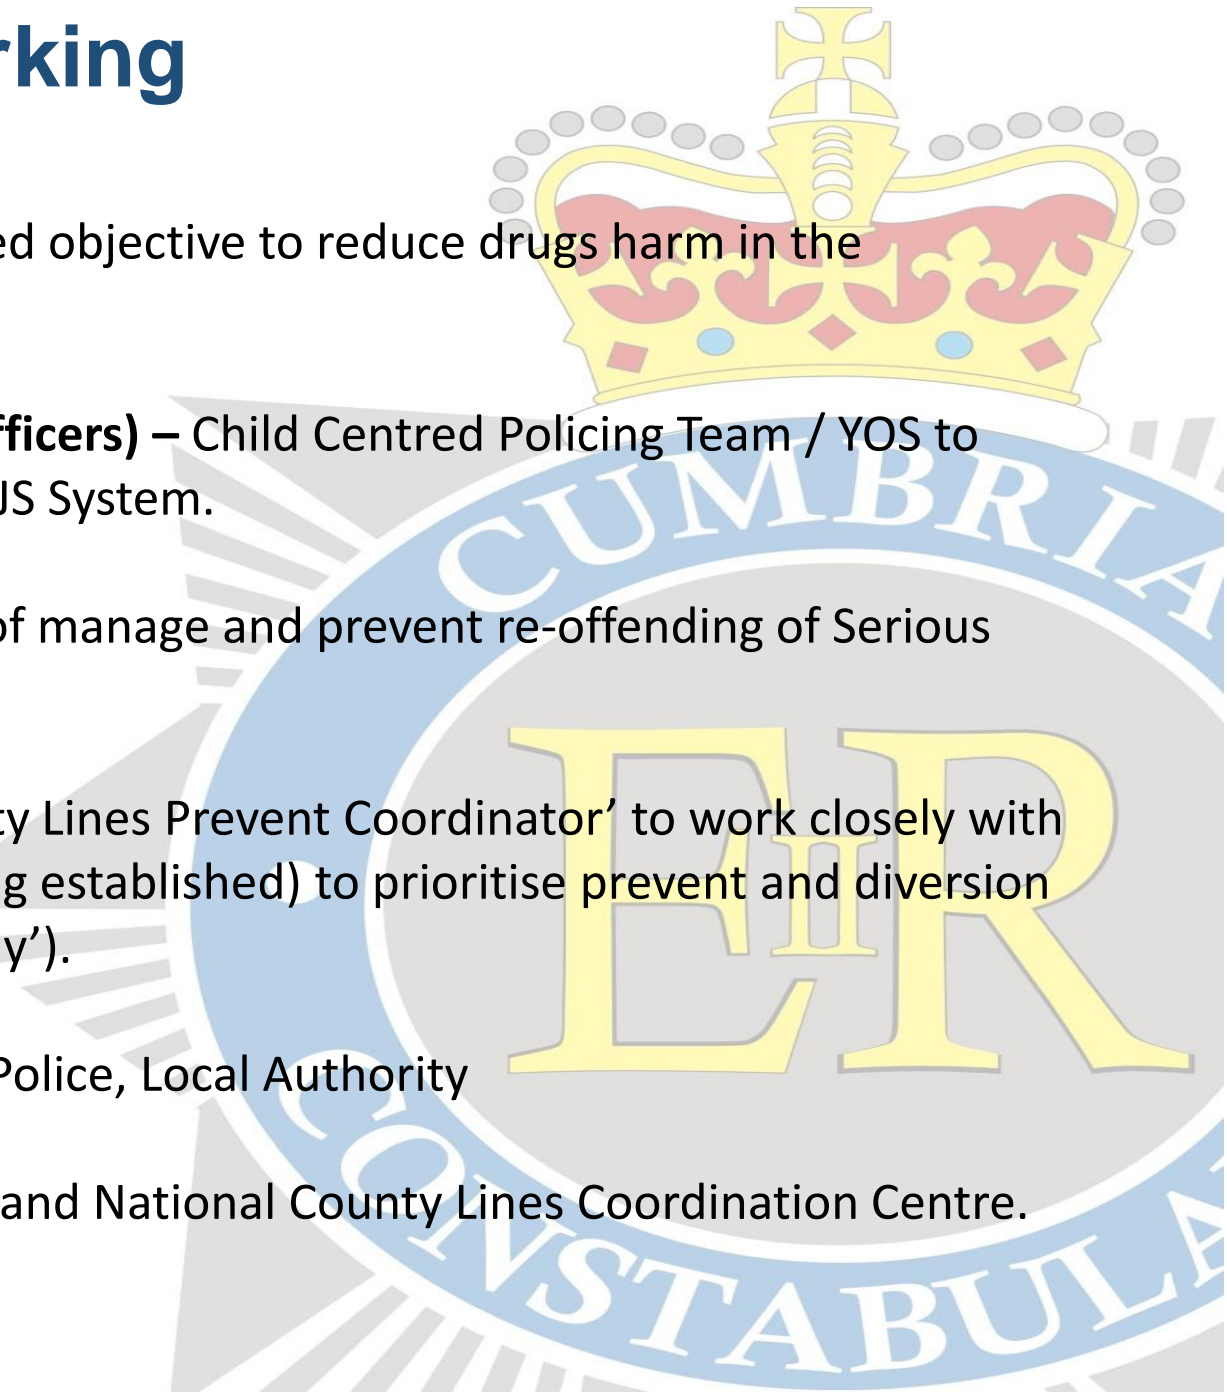 rking
ed objective to reduce drugs harm in the
fficers) – Child Centred Policing Team / YOS to
JS System.
of manage and prevent re-offending of Serious
ty Lines Prevent Coordinator’ to work closely with
g established) to prioritise prevent and diversion
y’).
Police, Local Authority
and National County Lines Coordination Centre.
CUMBRIA
EIIR
CONSTABULA